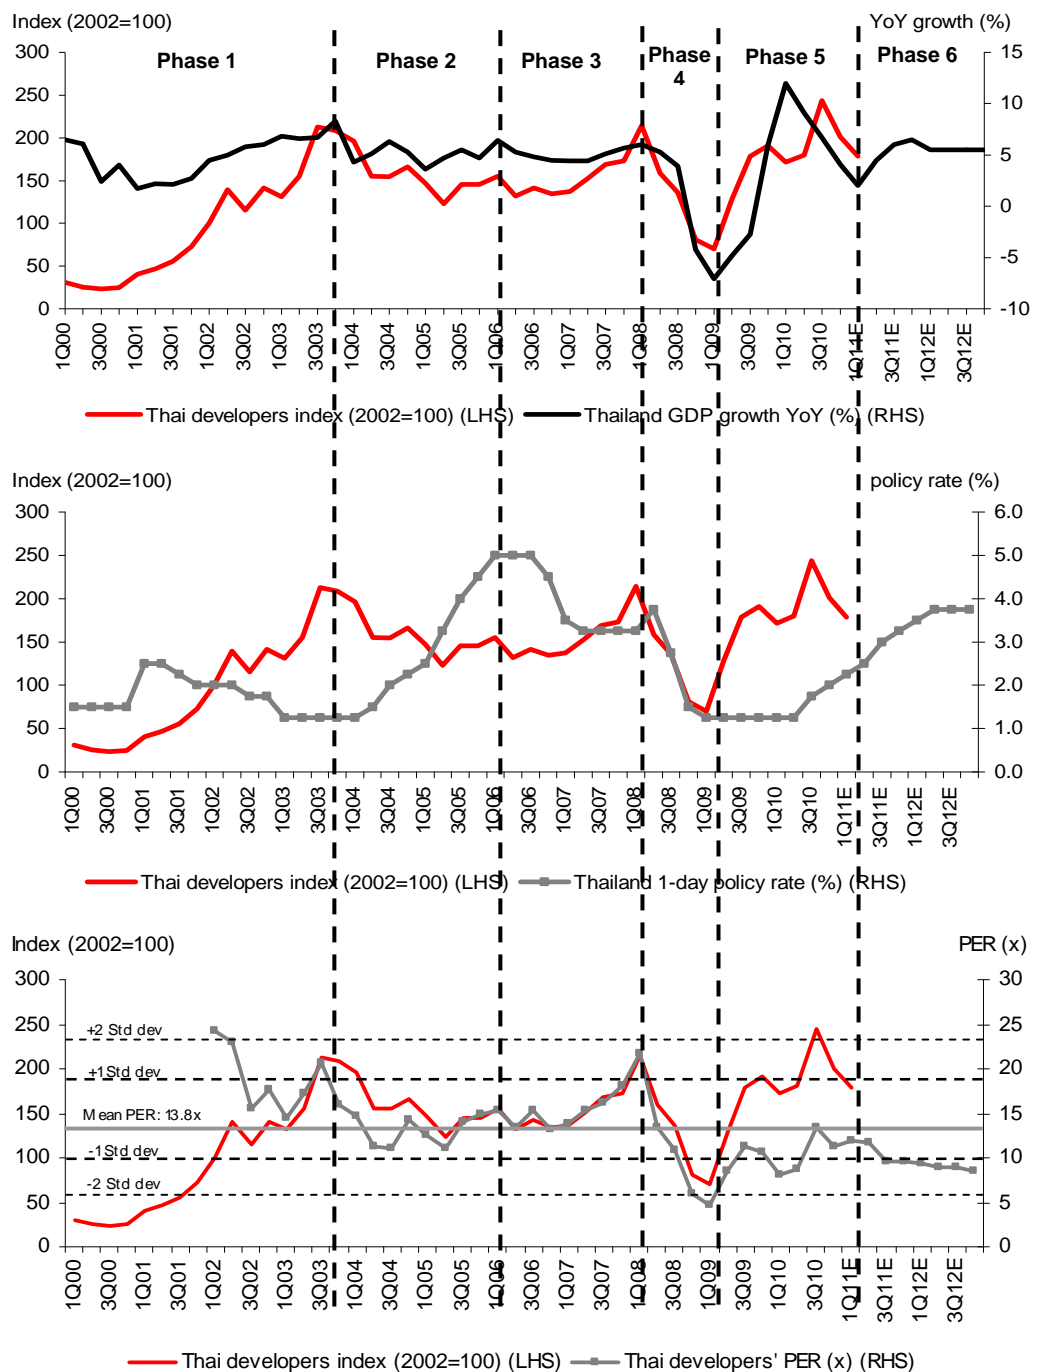 Index (2002=100) YoY growth (%)
Phase 1 Phase 2 Phase 3 Phase 4 Phase 5 Phase 6
300 15
250 10
200 5
150 0
100 -5
50 -10
0
1Q00 3Q00 1Q01 3Q01 1Q02 3Q02 1Q03 3Q03 1Q04 3Q04 1Q05 3Q05 1Q06 3Q06 1Q07 3Q07 1Q08 3Q08 1Q09 3Q09 1Q10 3Q10 1Q11E 3Q11E 1Q12E 3Q12E
Thai developers index (2002=100) (LHS) Thailand GDP growth YoY (%) (RHS)
Index (2002=100) policy rate (%)
300 6.0
250 5.0
200 4.0
150 3.0
100 2.0
50 1.0
0 0.0
1Q00 3Q00 1Q01 3Q01 1Q02 3Q02 1Q03 3Q03 1Q04 3Q04 1Q05 3Q05 1Q06 3Q06 1Q07 3Q07 1Q08 3Q08 1Q09 3Q09 1Q10 3Q10 1Q11E 3Q11E 1Q12E 3Q12E
Thai developers index (2002=100) (LHS) Thailand 1-day policy rate (%) (RHS)
Index (2002=100) PER (x)
300 30
250 25
+2 Std dev
200 20
+1 Std dev
150 15
Mean PER: 13.8x
100 10
-1 Std dev
50 5
-2 Std dev
0 0
1Q00 3Q00 1Q01 3Q01 1Q02 3Q02 1Q03 3Q03 1Q04 3Q04 1Q05 3Q05 1Q06 3Q06 1Q07 3Q07 1Q08 3Q08 1Q09 3Q09 1Q10 3Q10 1Q11E 3Q11E 1Q12E 3Q12E
Thai developers index (2002=100) (LHS) Thai developers' PER (x) (RHS)